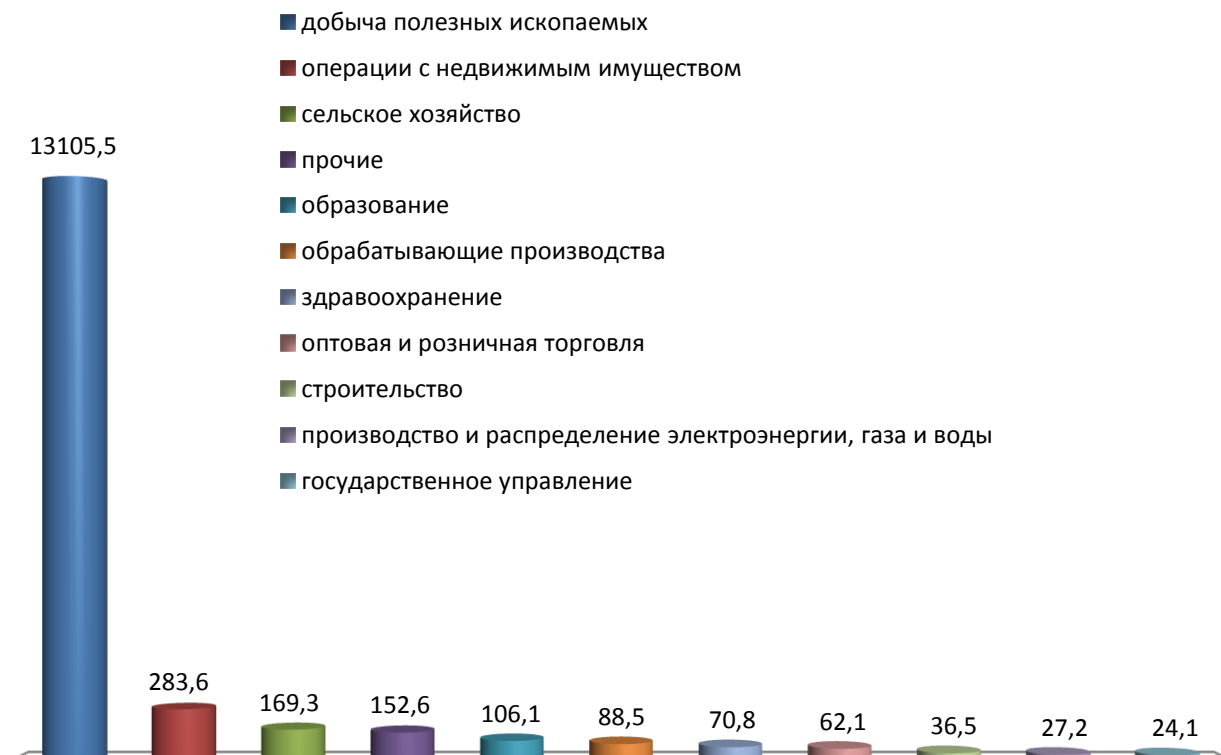 добыча полезных ископаемых
операции с недвижимым имуществом
сельское хозяйство
прочие
образование
обрабатывающие производства
здравоохранение
оптовая и розничная торговля
строительство
производство и распределение электроэнергии, газа и воды
государственное управление
13105,5
283,6
169,3
152,6
106,1
88,5
70,8
62,1
36,5
27,2
24,1